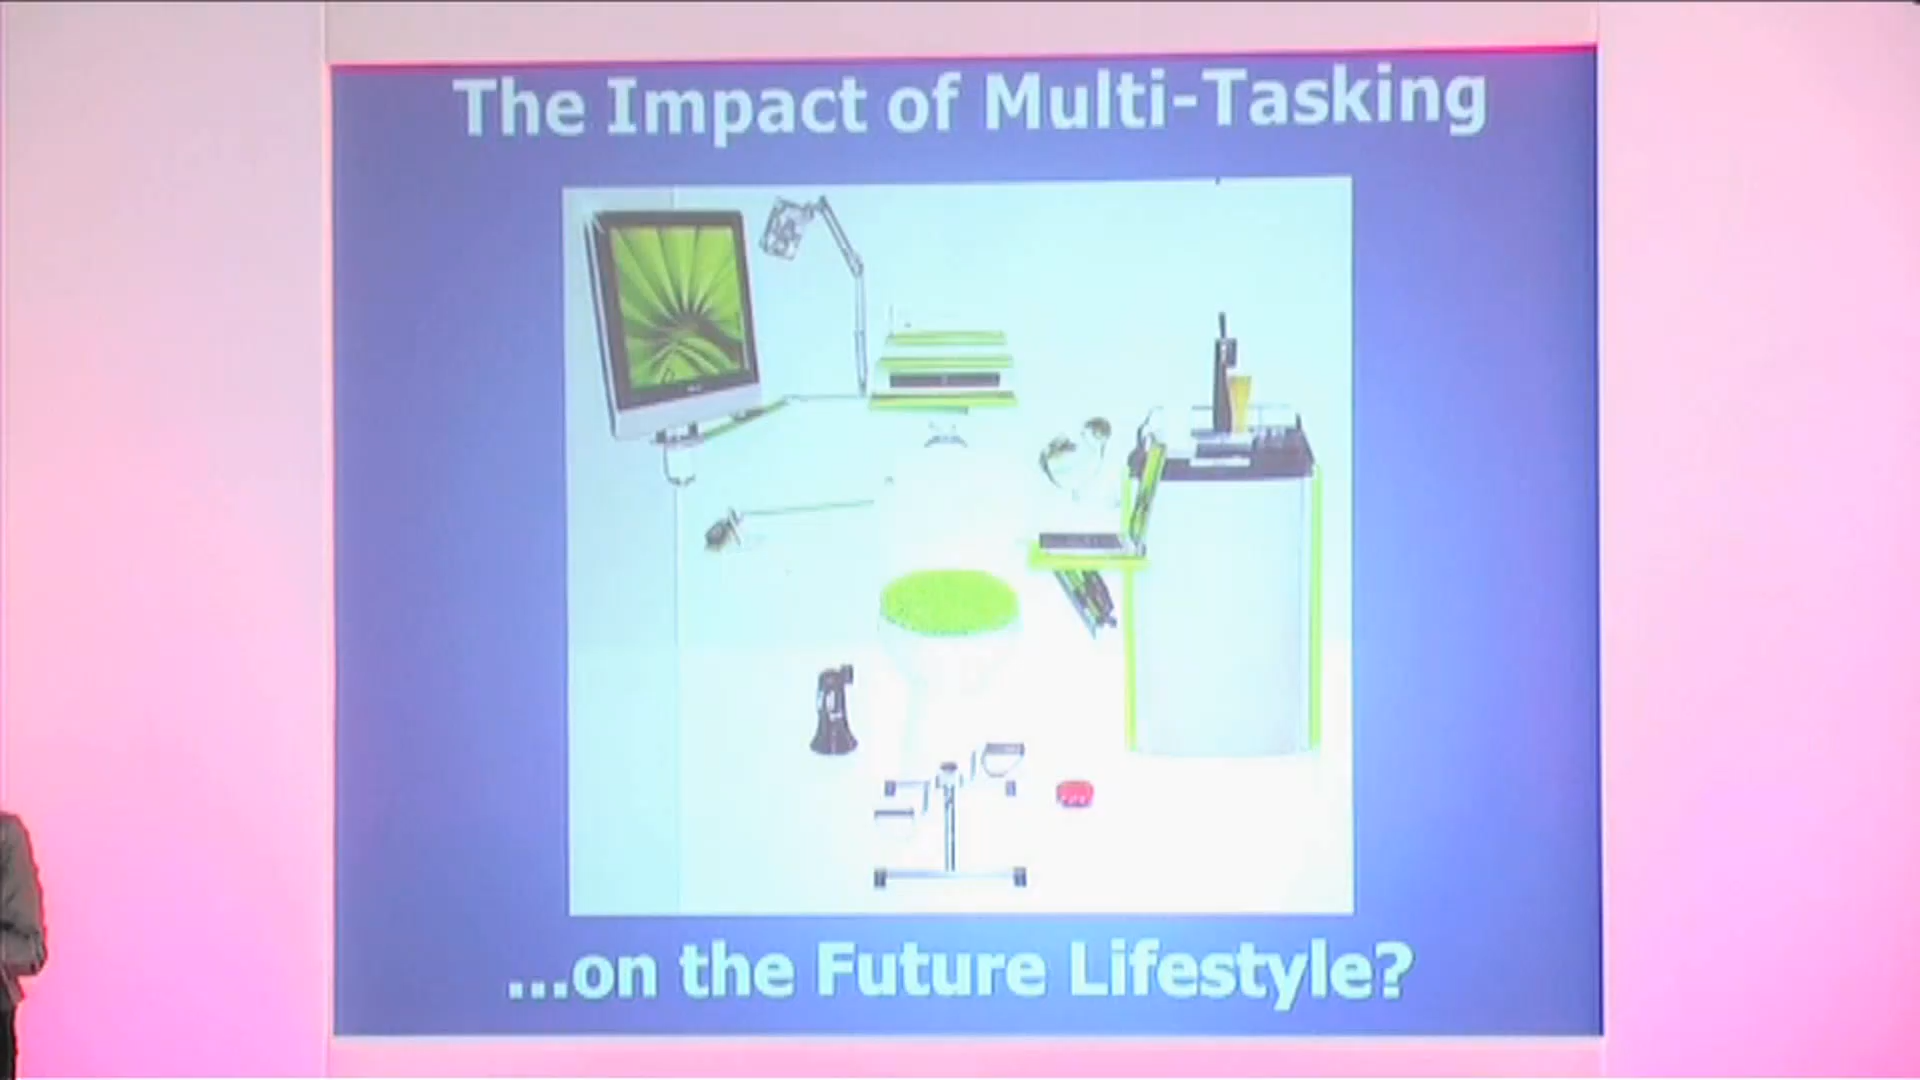 The Impact of Multi-Tasking
...on the Future Lifestyle?